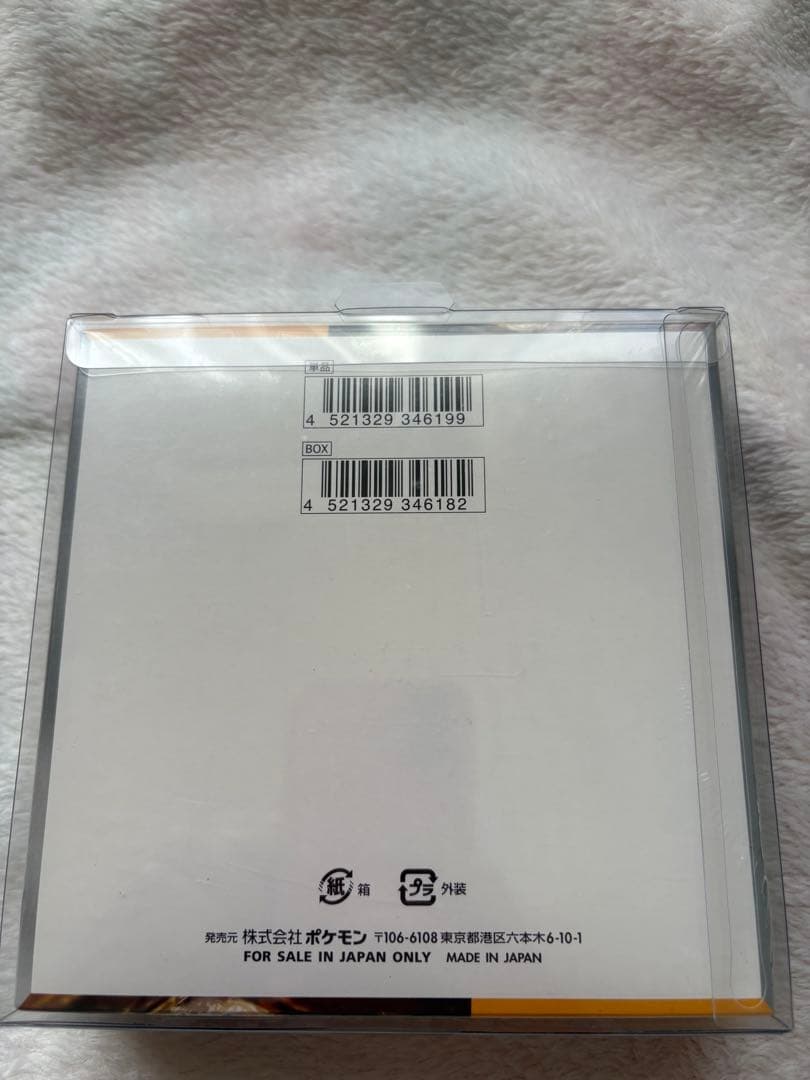 単品
4 521329 346199
BOX
4 521329 346182
紙 箱 プラ 外装
発売元 株式会社 ポケモン 〒106-6108 東京都港区六本木6-10-1
FOR SALE IN JAPAN ONLY MADE IN JAPAN